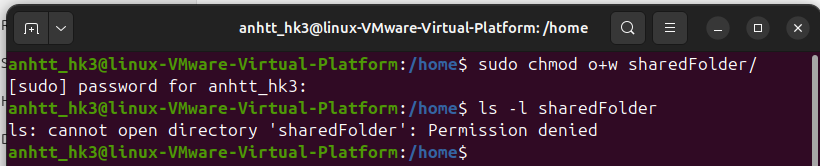 anhtt_hk3@linux-VMware-Virtual-Platform: /home
anhtt_hk3@linux-VMware-Virtual-Platform:/home$ sudo chmod o+w sharedFolder/
[sudo] password for anhtt_hk3:
anhtt_hk3@linux-VMware-Virtual-Platform:/home$ ls -l sharedFolder
ls: cannot open directory 'sharedFolder': Permission denied
anhtt_hk3@linux-VMware-Virtual-Platform:/home$